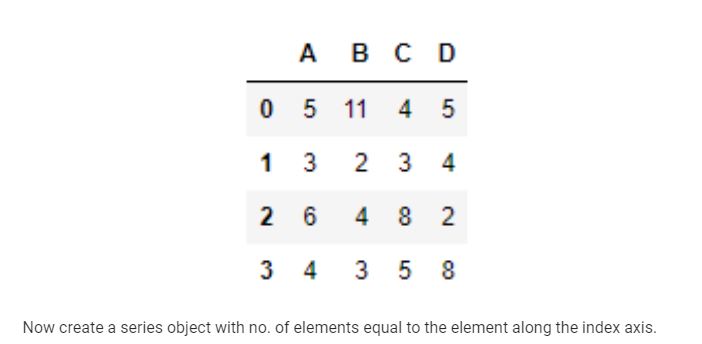 A B C D
0 5 11 4 5
1 3 2 3 4
2 6 4 8 2
3 4 3 5 8
Now create a series object with no. of elements equal to the element along the index axis.